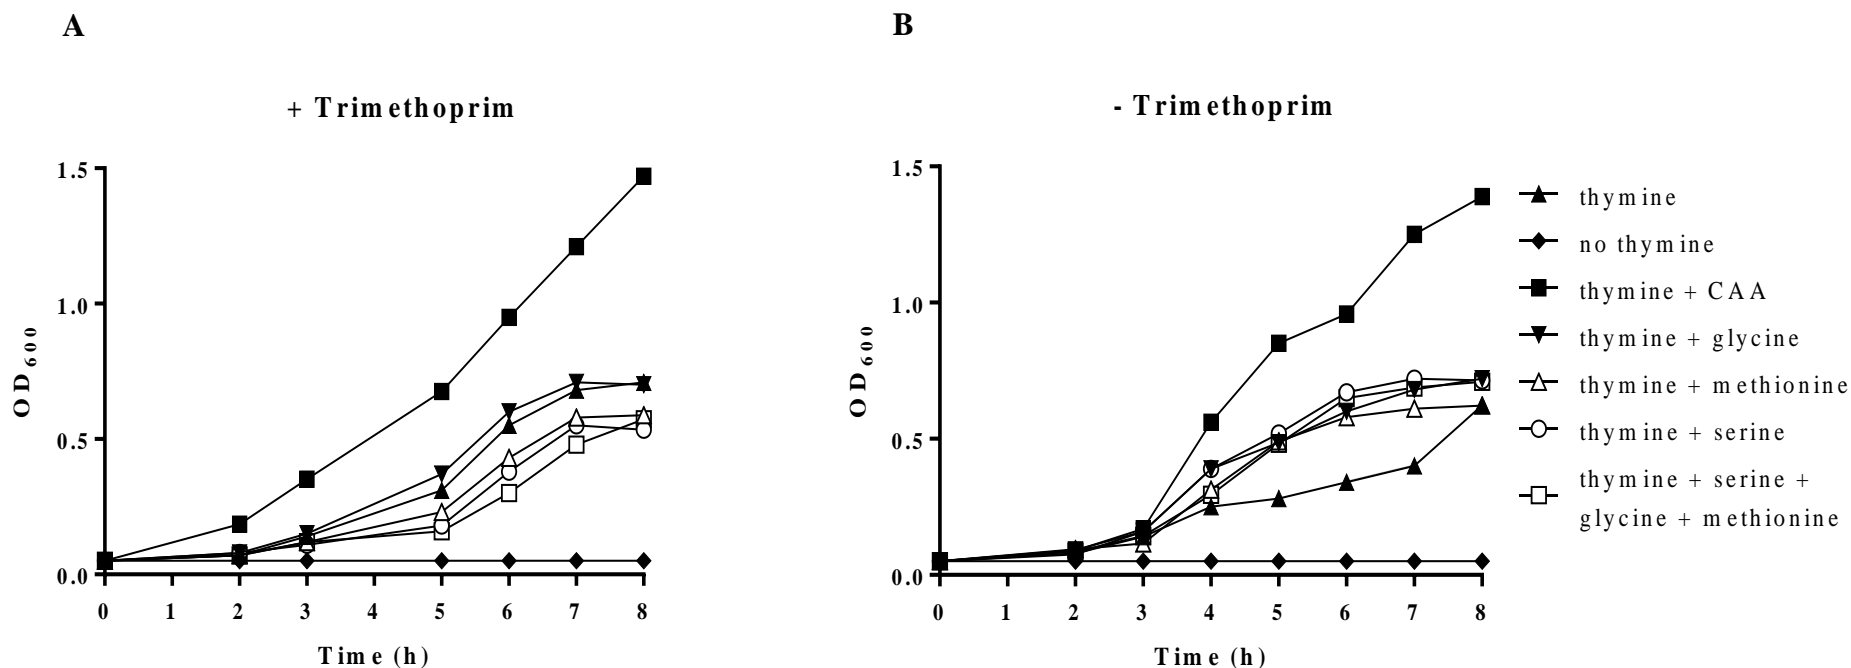 A
+ Trimethoprim
1.5
1.0
0.5
0.0
OD600
0 1 2 3 4 5 6 7 8
Time (h)
B
- Trimethoprim
1.5
1.0
0.5
0.0
OD600
0 1 2 3 4 5 6 7 8
Time (h)
thymine
no thymine
thymine + CAA
thymine + glycine
thymine + methionine
thymine + serine
thymine + serine +
glycine + methionine